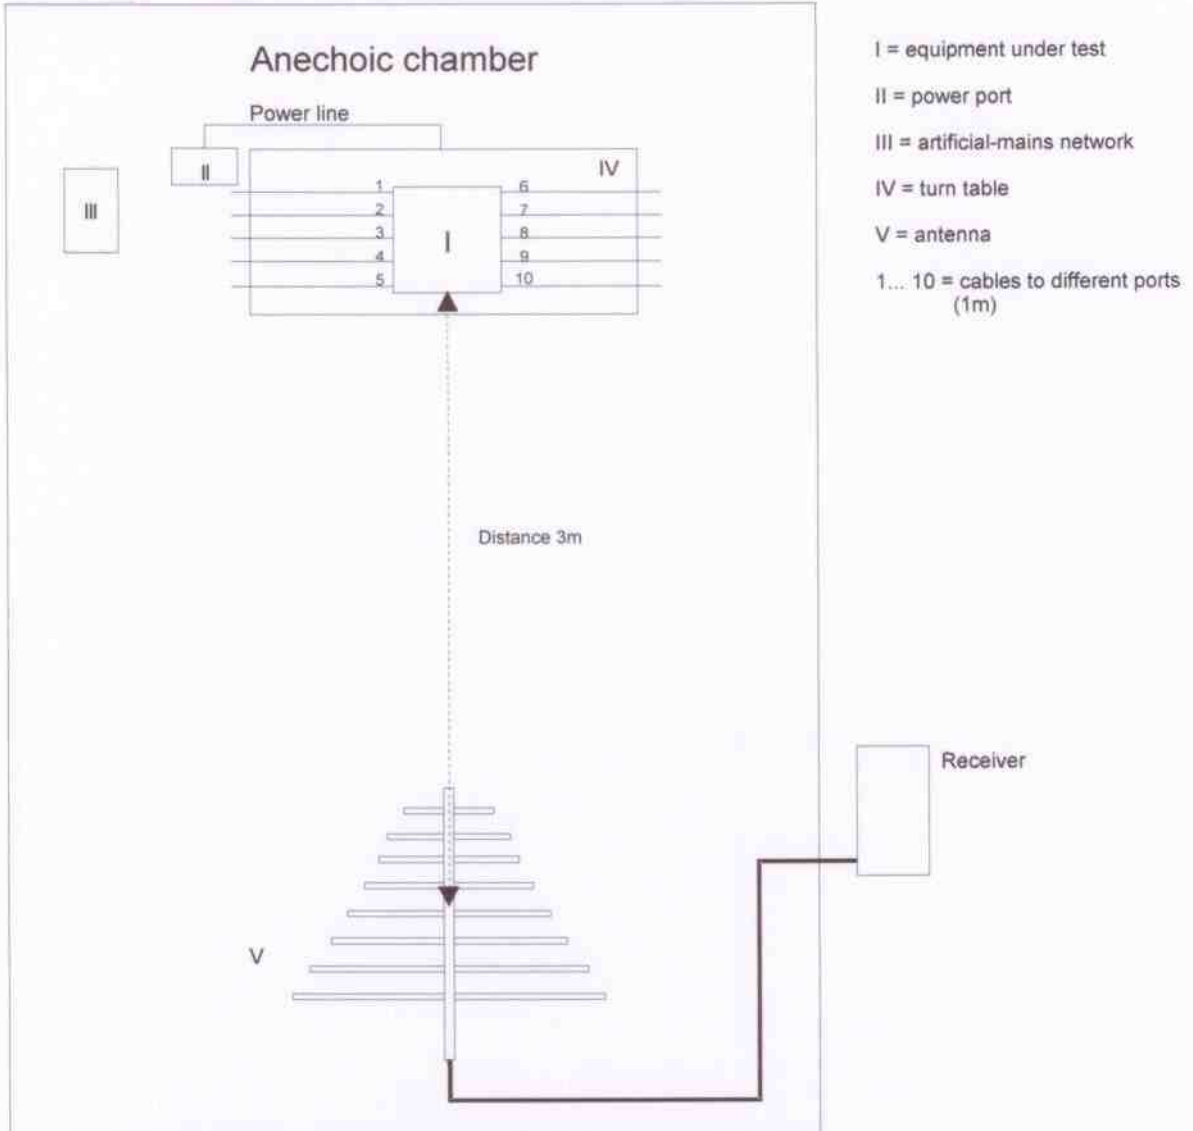 Anechoic chamber
Power line
II
III
IV
1
2
3
4
5
I
6
7
8
9
10
Distance 3m
V
Receiver
I = equipment under test
II = power port
III = artificial-mains network
IV = turn table
V = antenna
1... 10 = cables to different ports
(1m)